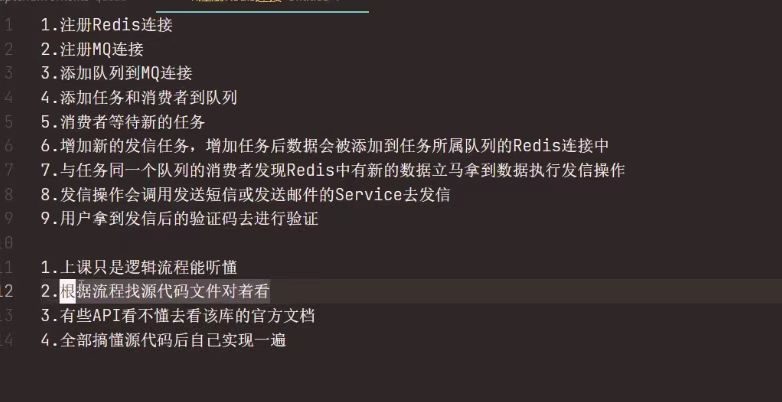 1 1.注册Redis连接
2 2.注册MQ连接
3 3.添加队列到MQ连接
4 4.添加任务和消费者到队列
5 5.消费者等待新的任务
6 6.增加新的发信任务，增加任务后数据会被添加到任务所属队列的Redis连接中
7 7.与任务同一个队列的消费者发现Redis中有新的数据立马拿到数据执行发信操作
8 8.发信操作会调用发送短信或发送邮件的Service去发信
9 9.用户拿到发信后的验证码去进行验证
10
11 1.上课只是逻辑流程能听懂
12 2.根据流程找源代码文件对着看
13 3.有些API看不懂去看该库的官方文档
14 4.全部搞懂源代码后自己实现一遍